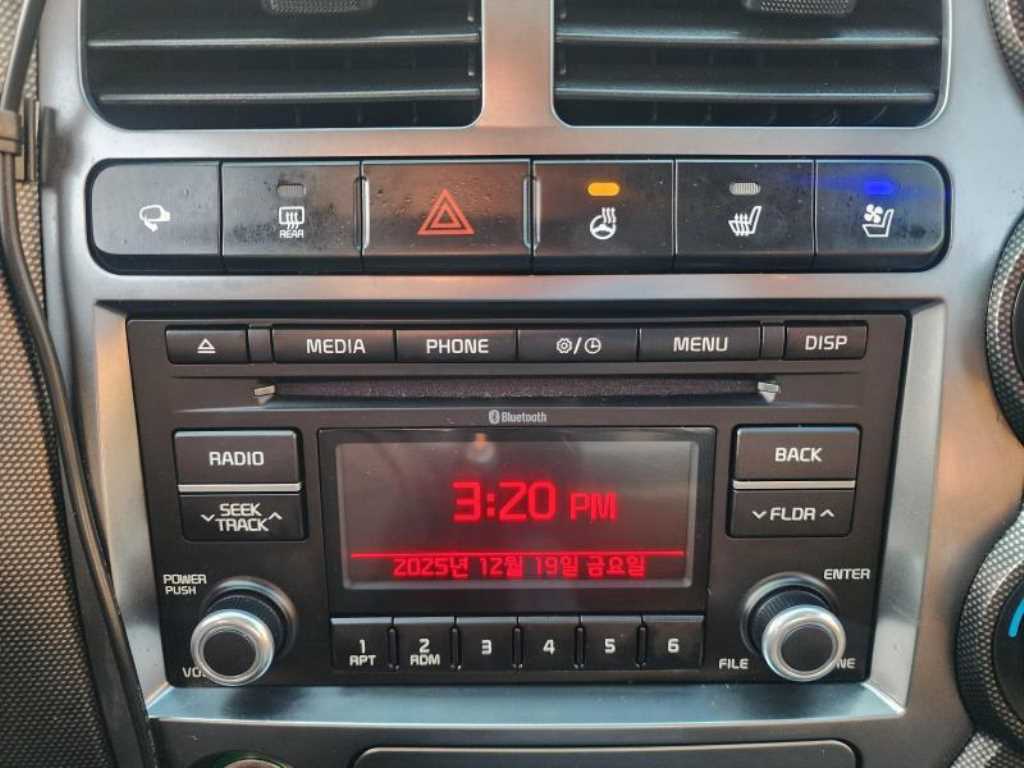 REAR
MEDIA
PHONE
MENU
DISP
Bluetooth
RADIO
SEEK
TRACK
BACK
FLDR
3:20 PM
2025년 12월 19일 금요일
POWER
PUSH
ENTER
1
RPT
2
RDM
3
4
5
6
FILE